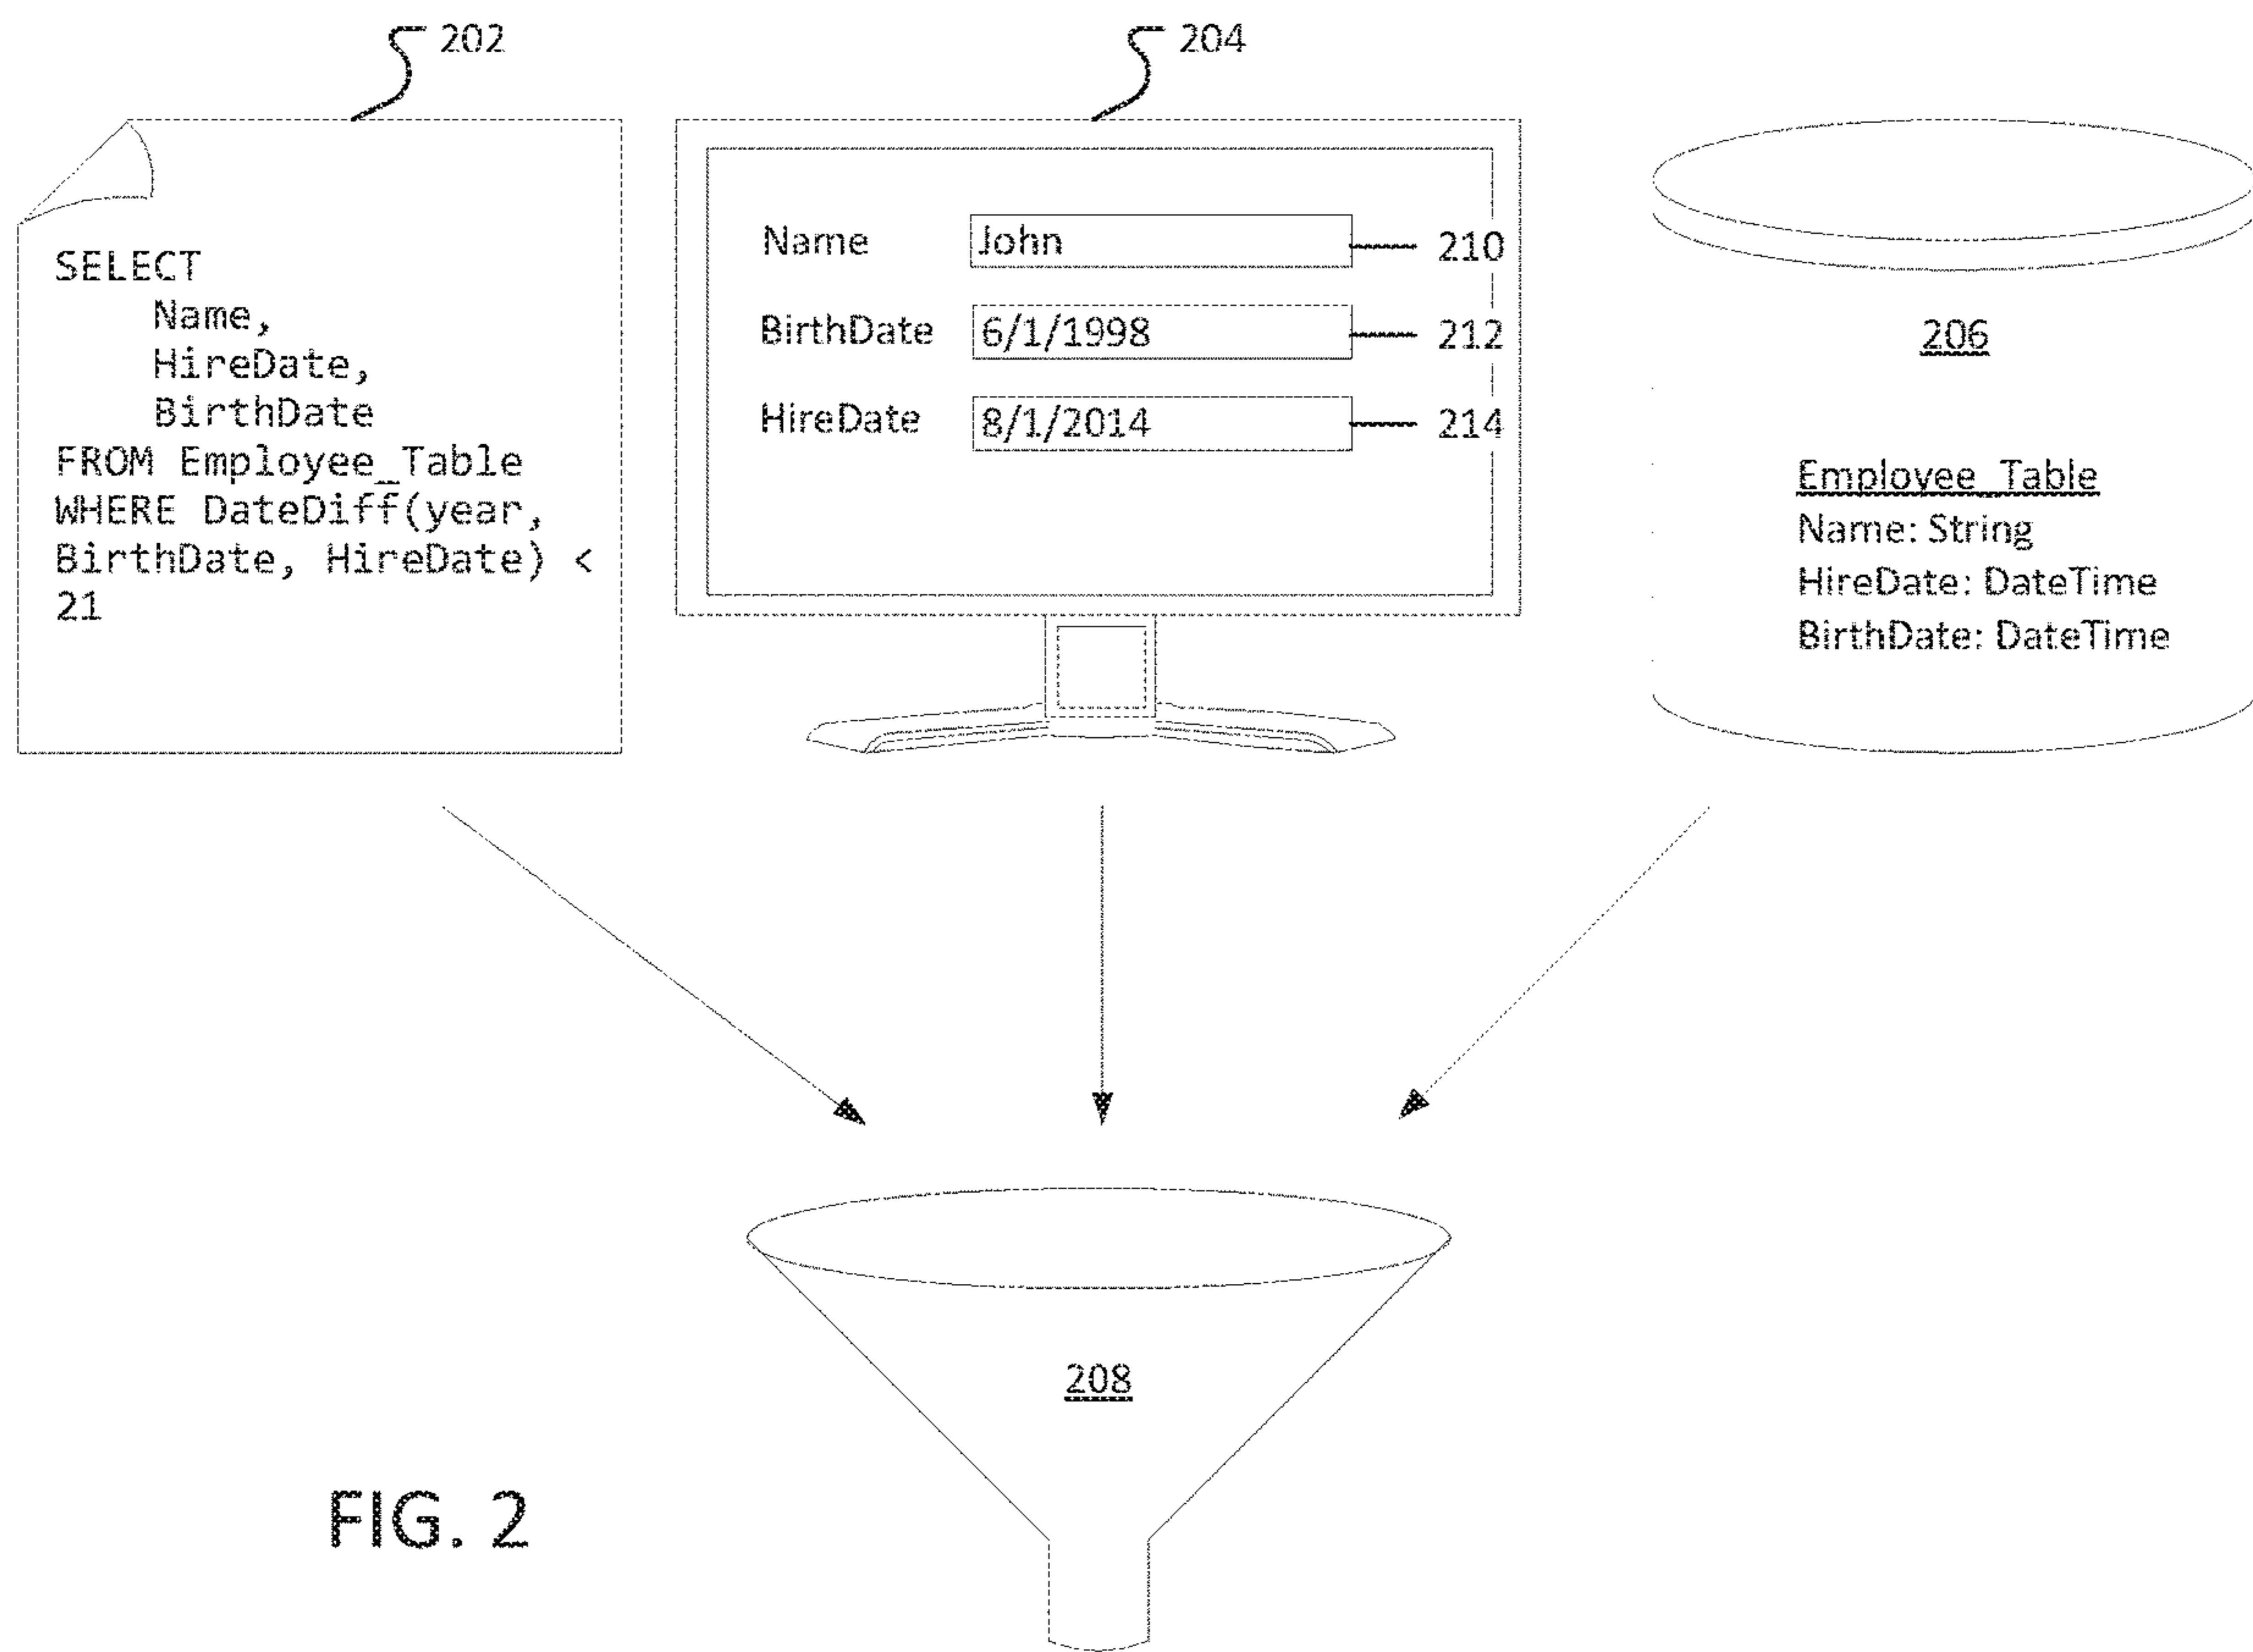 202
SELECT
Name,
HireDate,
BirthDate
FROM Employee_Table
WHERE DateDiff(year,
BirthDate, HireDate) <
21
204
Name John 210
BirthDate 6/1/1998 212
HireDate 8/1/2014 214
206
Employee_Table
Name: String
HireDate: DateTime
BirthDate: DateTime
208
FIG. 2